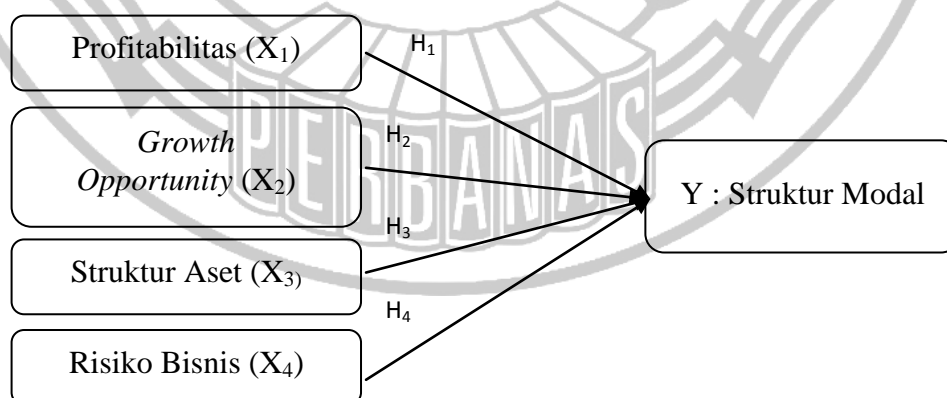 Profitabilitas (X₁)
H₁
Growth
Opportunity (X₂)
H₂
PERBANAS
Y : Struktur Modal
H₃
Struktur Aset (X₃)
H₄
Risiko Bisnis (X₄)